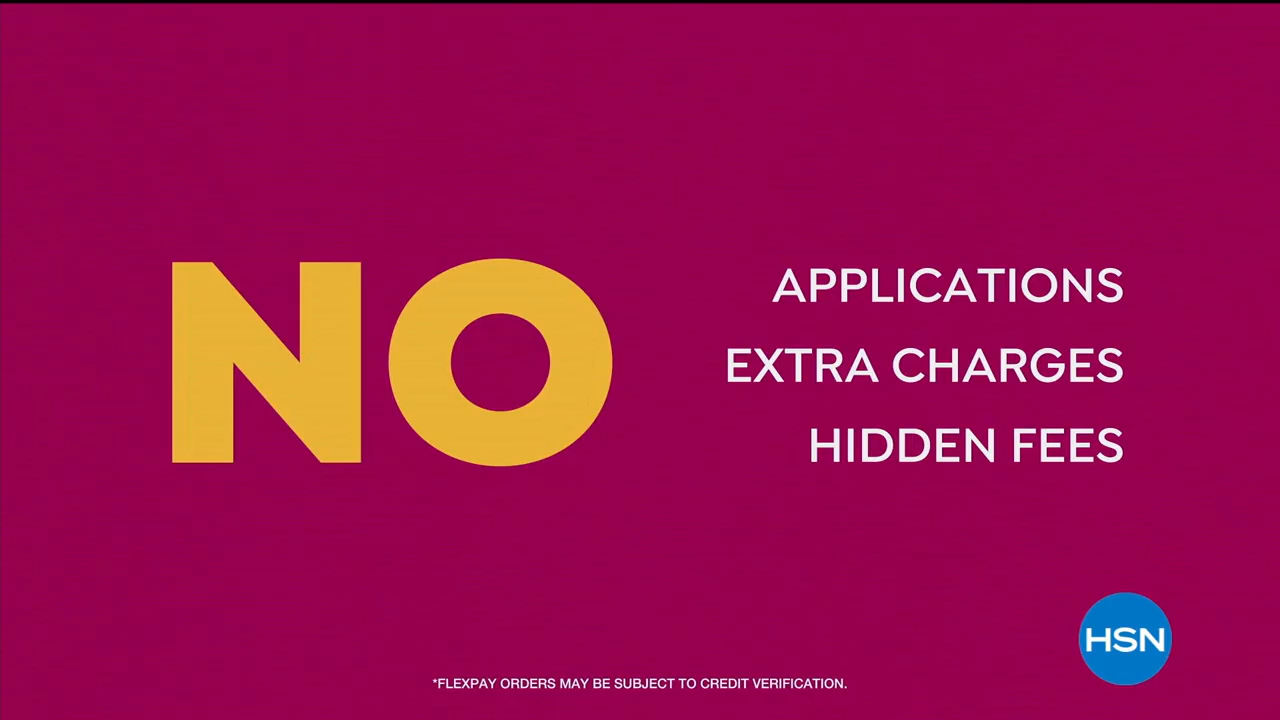 NO
APPLICATIONS
EXTRA CHARGES
HIDDEN FEES
HSN
*FLEXPAY ORDERS MAY BE SUBJECT TO CREDIT VERIFICATION.